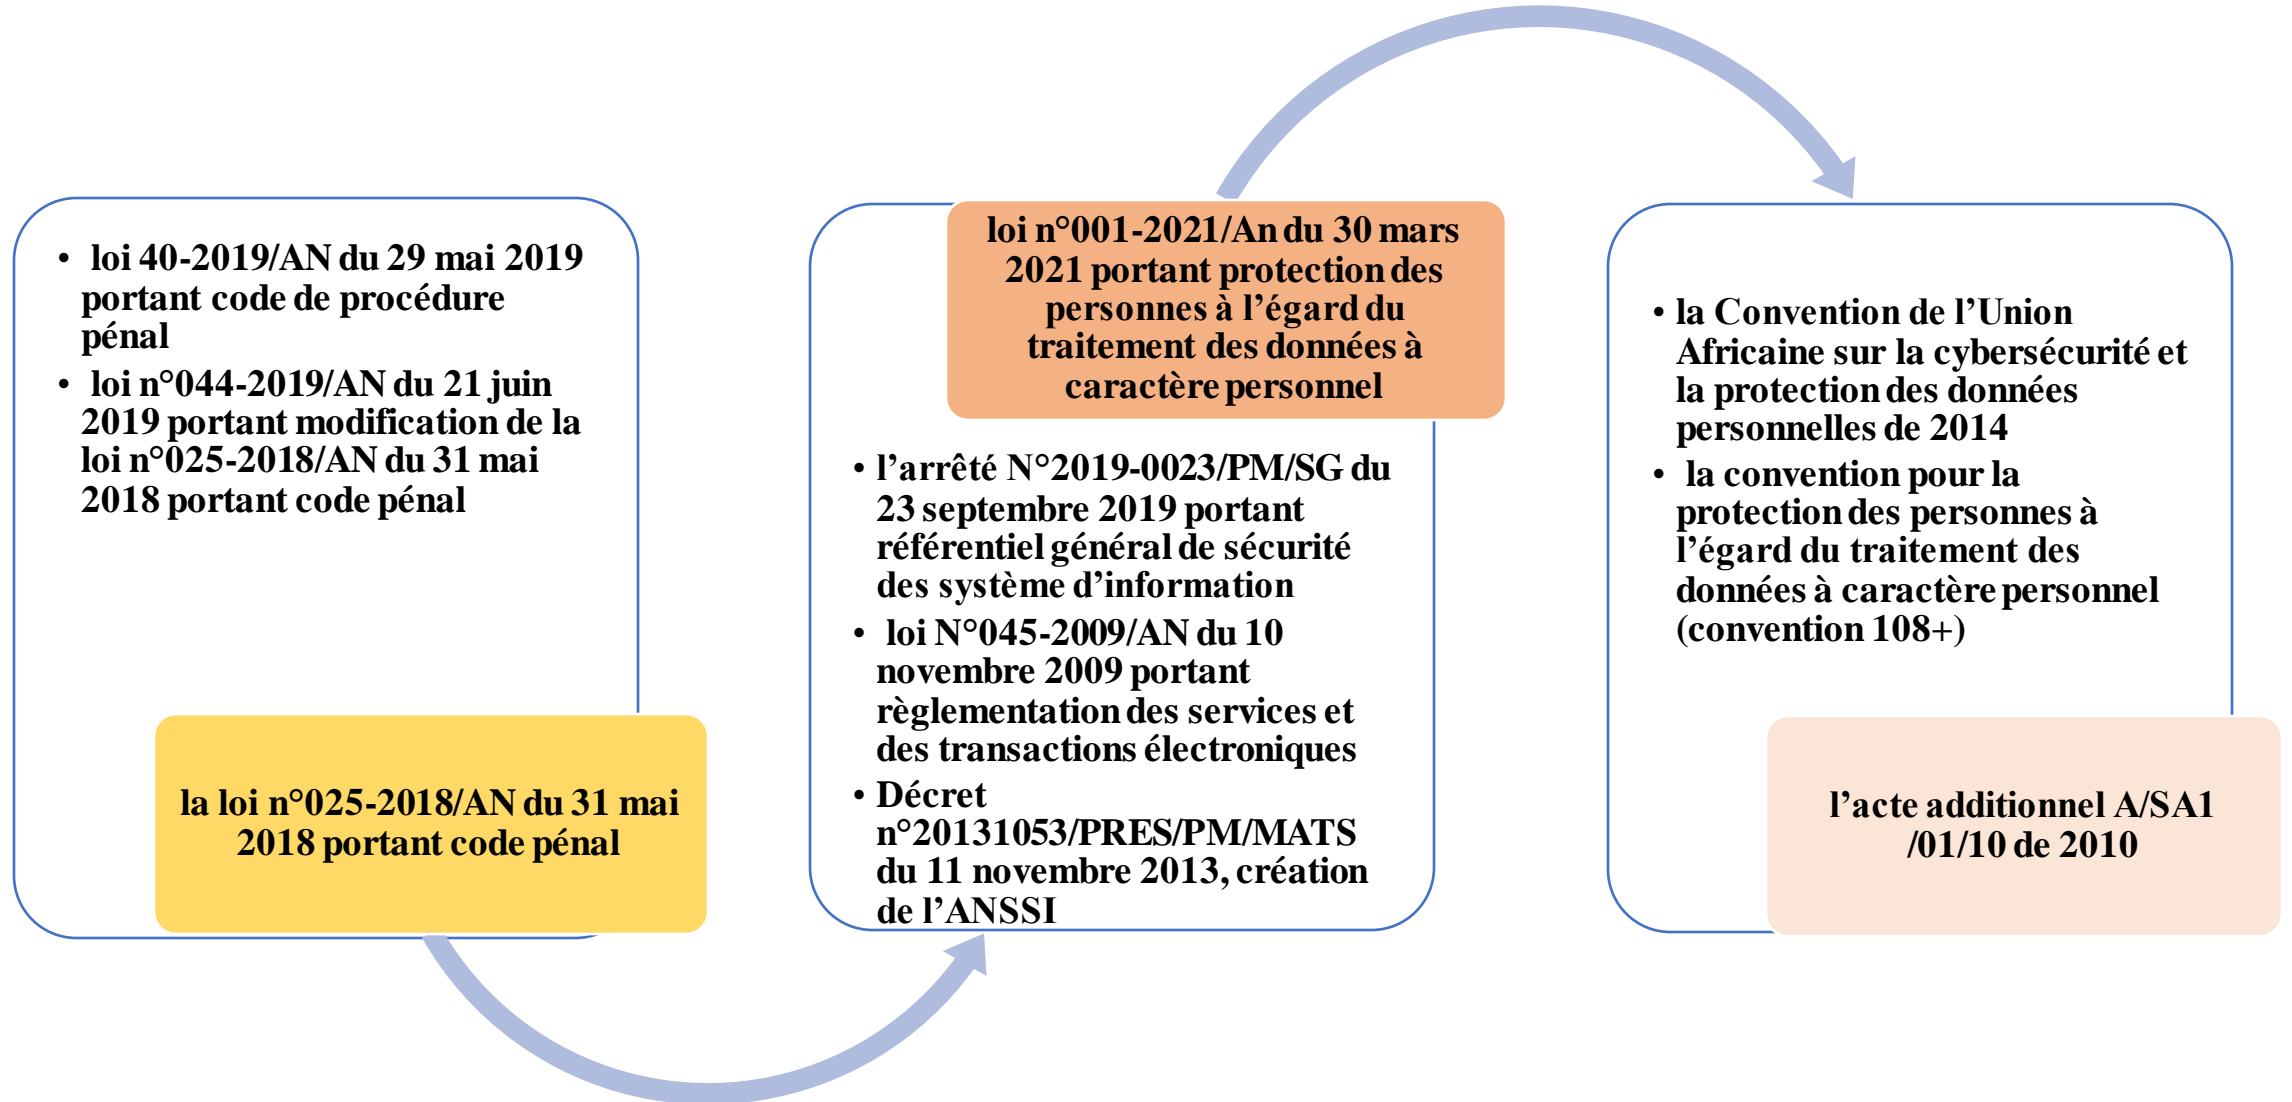 • loi 40-2019/AN du 29 mai 2019
portant code de procédure
pénal
• loi n°044-2019/AN du 21 juin
2019 portant modification de la
loi n°025-2018/AN du 31 mai
2018 portant code pénal
la loi n°025-2018/AN du 31 mai
2018 portant code pénal
loi n°001-2021/An du 30 mars
2021 portant protection des
personnes à l’égard du
traitement des données à
caractère personnel
• l’arrêté N°2019-0023/PM/SG du
23 septembre 2019 portant
référentiel général de sécurité
des système d’information
• loi N°045-2009/AN du 10
novembre 2009 portant
règlementation des services et
des transactions électroniques
• Décret
n°20131053/PRES/PM/MATS
du 11 novembre 2013, création
de l’ANSSI
• la Convention de l’Union
Africaine sur la cybersécurité et
la protection des données
personnelles de 2014
• la convention pour la
protection des personnes à
l’égard du traitement des
données à caractère personnel
(convention 108+)
l’acte additionnel A/SA1
/01/10 de 2010